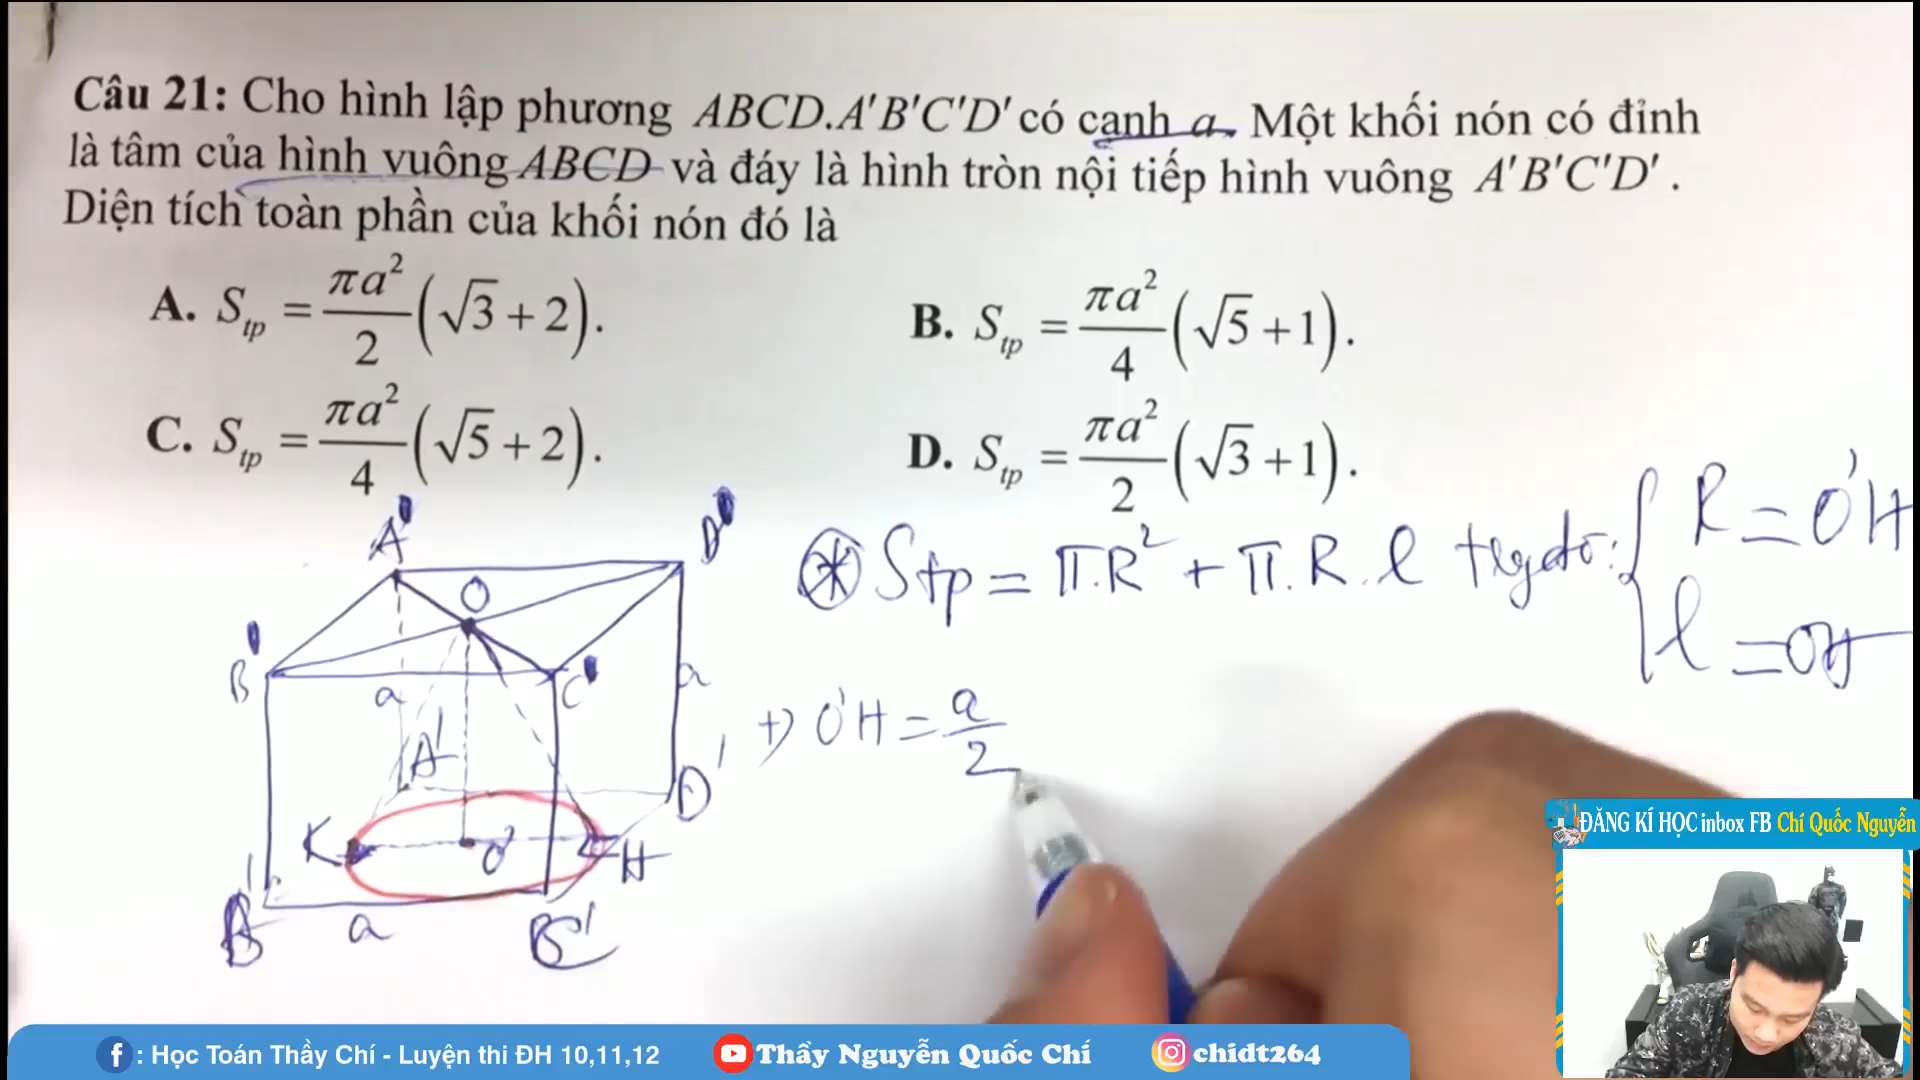 Câu 21: Cho hình lập phương ABCD.A'B'C'D' có cạnh a. Một khối nón có đỉnh
là tâm của hình vuông ABCD và đáy là hình tròn nội tiếp hình vuông A'B'C'D'.
Diện tích toàn phần của khối nón đó là
A. S_tp = πa²/2 (√3 + 2).
B. S_tp = πa²/4 (√5 + 1).
C. S_tp = πa²/4 (√5 + 2).
D. S_tp = πa²/2 (√3 + 1).
⊛ Stp = π.R² + π.R.l
R = O'H
l = OH
+) O'H = a/2
A
D
O
B
C
a
a
A'
D'
K
O'
H
B'
a
C'
ĐĂNG KÍ HỌC inbox FB Chí Quốc Nguyễn
f : Học Toán Thầy Chí - Luyện thi ĐH 10,11,12
Thầy Nguyễn Quốc Chí
chidt264